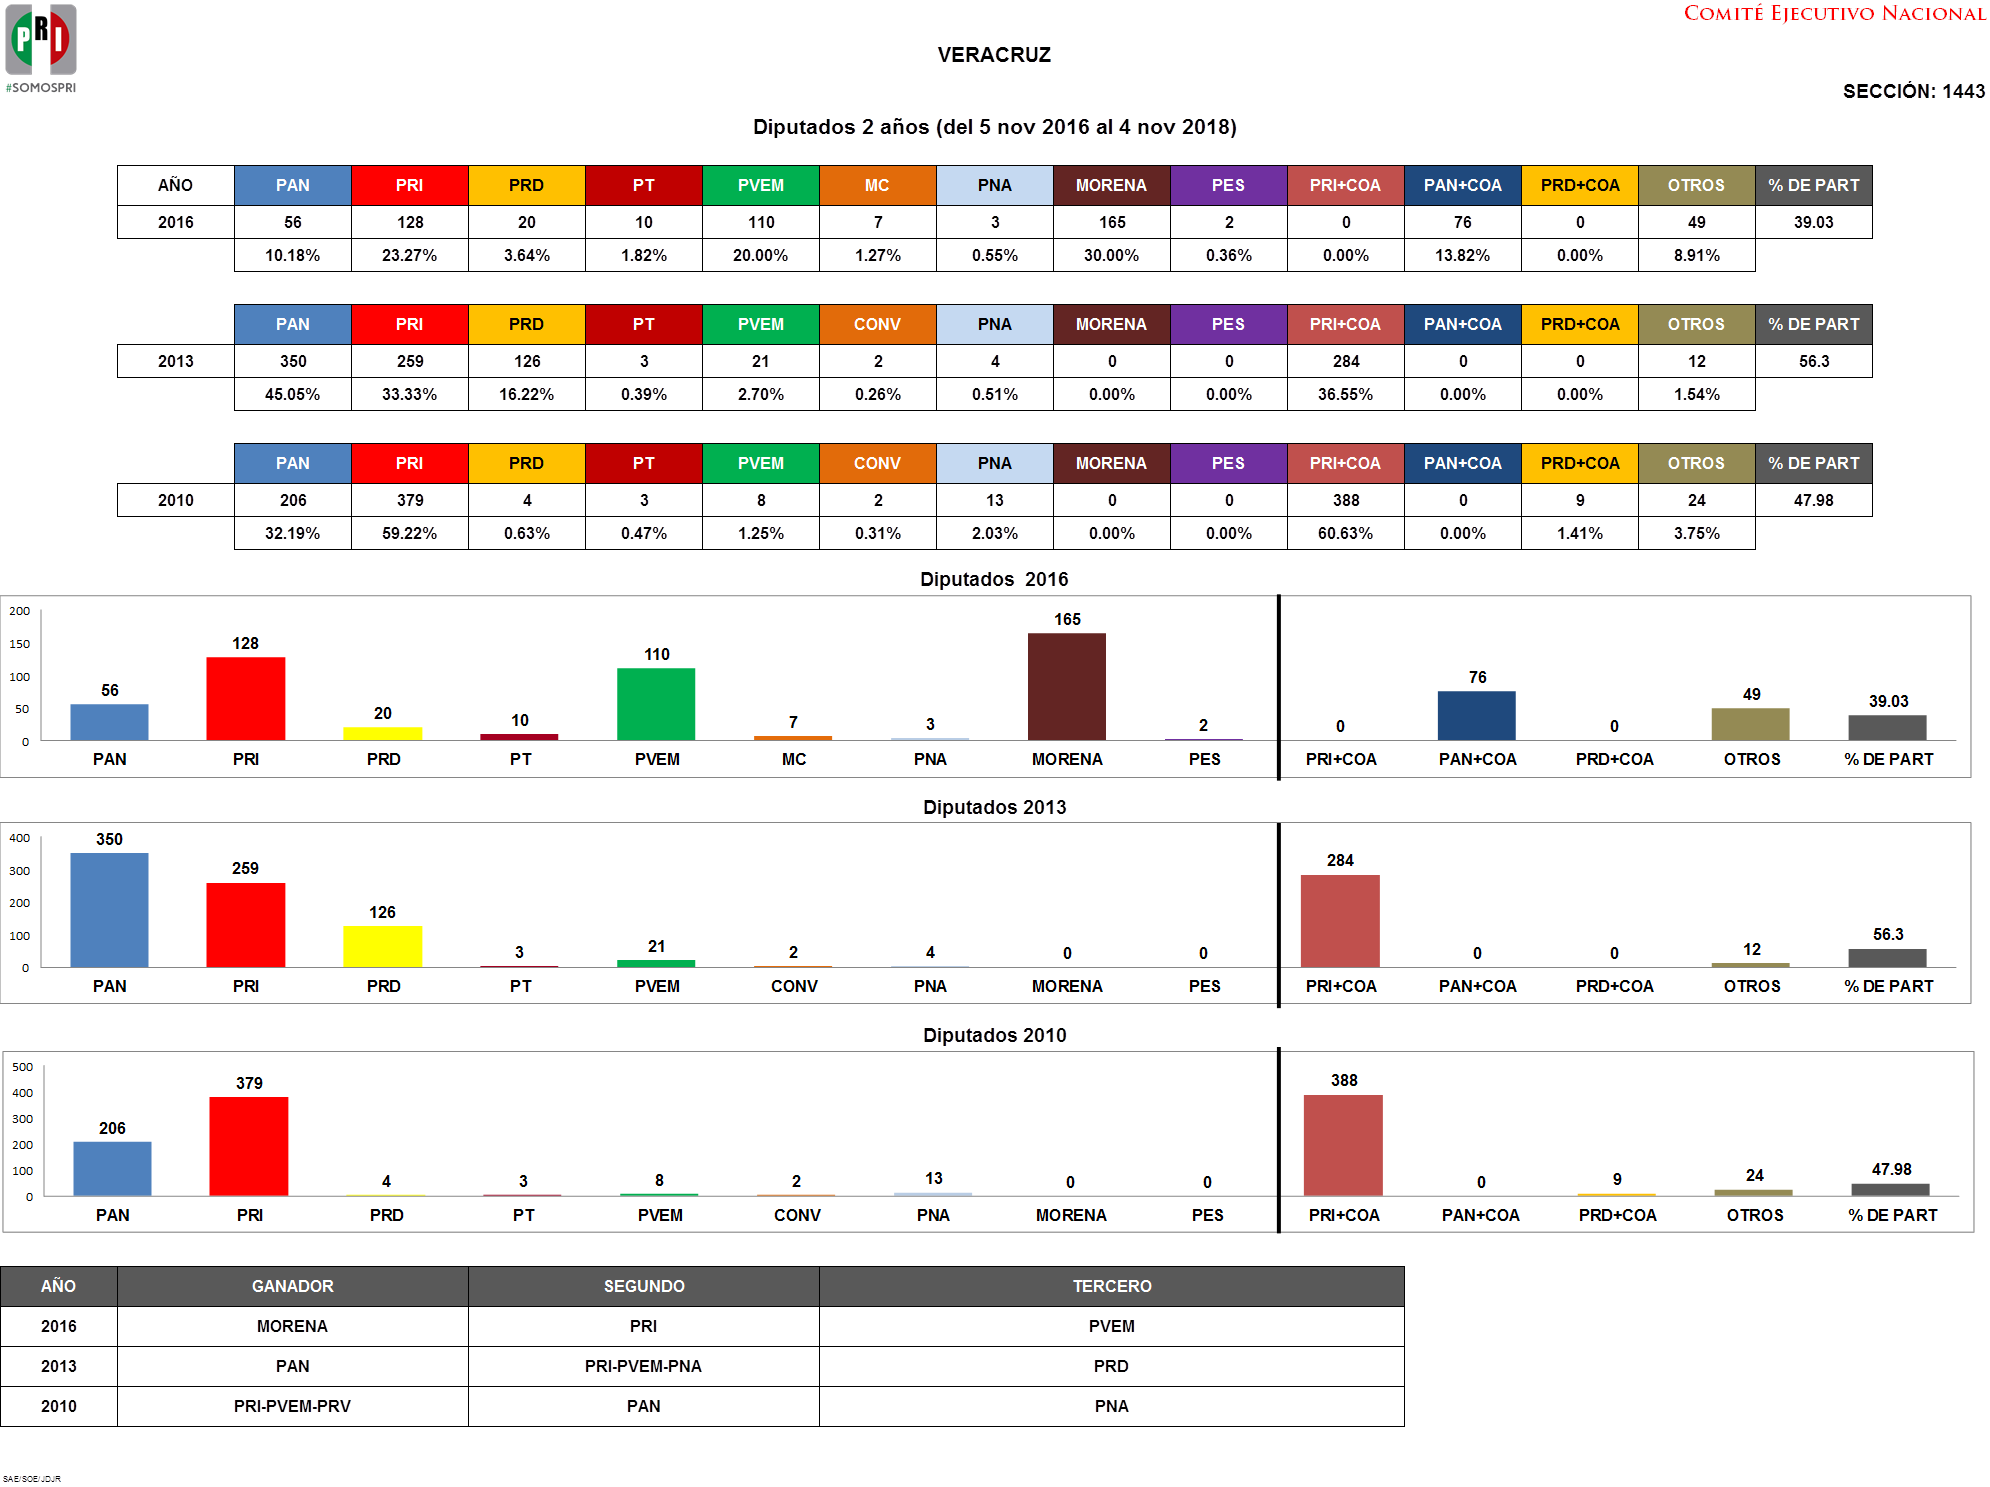 PRI
#SOMOSPRI
COMITÉ EJECUTIVO NACIONAL
VERACRUZ
SECCIÓN: 1443
Diputados 2 años (del 5 nov 2016 al 4 nov 2018)
AÑO PAN PRI PRD PT PVEM MC PNA MORENA PES PRI+COA PAN+COA PRD+COA OTROS % DE PART
2016 56 128 20 10 110 7 3 165 2 0 76 0 49 39.03
10.18% 23.27% 3.64% 1.82% 20.00% 1.27% 0.55% 30.00% 0.36% 0.00% 13.82% 0.00% 8.91%
PAN PRI PRD PT PVEM CONV PNA MORENA PES PRI+COA PAN+COA PRD+COA OTROS % DE PART
2013 350 259 126 3 21 2 4 0 0 284 0 0 12 56.3
45.05% 33.33% 16.22% 0.39% 2.70% 0.26% 0.51% 0.00% 0.00% 36.55% 0.00% 0.00% 1.54%
PAN PRI PRD PT PVEM CONV PNA MORENA PES PRI+COA PAN+COA PRD+COA OTROS % DE PART
2010 206 379 4 3 8 2 13 0 0 388 0 9 24 47.98
32.19% 59.22% 0.63% 0.47% 1.25% 0.31% 2.03% 0.00% 0.00% 60.63% 0.00% 1.41% 3.75%
Diputados 2016
200
150
100
50
0
56 128 20 10 110 7 3 165 2 0 76 0 49 39.03
PAN PRI PRD PT PVEM MC PNA MORENA PES PRI+COA PAN+COA PRD+COA OTROS % DE PART
Diputados 2013
400
300
200
100
0
350 259 126 3 21 2 4 0 0 284 0 0 12 56.3
PAN PRI PRD PT PVEM CONV PNA MORENA PES PRI+COA PAN+COA PRD+COA OTROS % DE PART
Diputados 2010
500
400
300
200
100
0
206 379 4 3 8 2 13 0 0 388 0 9 24 47.98
PAN PRI PRD PT PVEM CONV PNA MORENA PES PRI+COA PAN+COA PRD+COA OTROS % DE PART
AÑO GANADOR SEGUNDO TERCERO
2016 MORENA PRI PVEM
2013 PAN PRI-PVEM-PNA PRD
2010 PRI-PVEM-PRV PAN PNA
SAE/SOE/JDJR